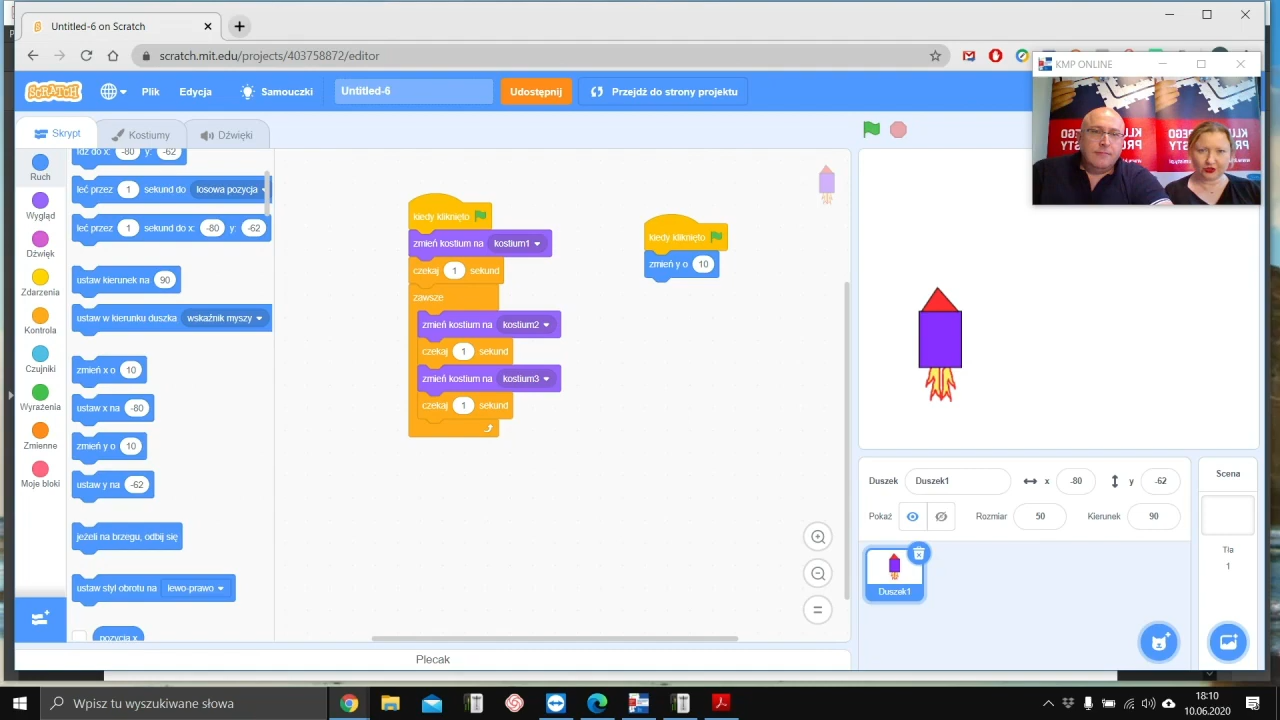 Untitled-6 on Scratch
scratch.mit.edu/projects/403758872/editor
KMP ONLINE
SCRATCH
Plik
Edycja
Samouczki
Untitled-6
Udostępnij
Przejdź do strony projektu
Skrypt
Kostiumy
Dźwięki
Ruch
Wygląd
Dźwięk
Zdarzenia
Kontrola
Czujniki
Wyrażenia
Zmienne
Moje bloki
idź do x: -80 y: -62
leć przez 1 sekund do losowa pozycja
leć przez 1 sekund do x: -80 y: -62
ustaw kierunek na 90
ustaw w kierunku duszka wskaźnik myszy
zmień x o 10
ustaw x na -80
zmień y o 10
ustaw y na -62
jeżeli na brzegu, odbij się
ustaw styl obrotu na lewo-prawo
pozycja x
kiedy kliknięto
zmień kostium na kostium1
czekaj 1 sekund
zawsze
zmień kostium na kostium2
czekaj 1 sekund
zmień kostium na kostium3
czekaj 1 sekund
kiedy kliknięto
zmień y o 10
Duszek Duszek1 x -80 y -62
Pokaż Rozmiar 50 Kierunek 90
Duszek1
Scena
Tła
1
Plecak
Wpisz tu wyszukiwane słowa
18:10
10.06.2020